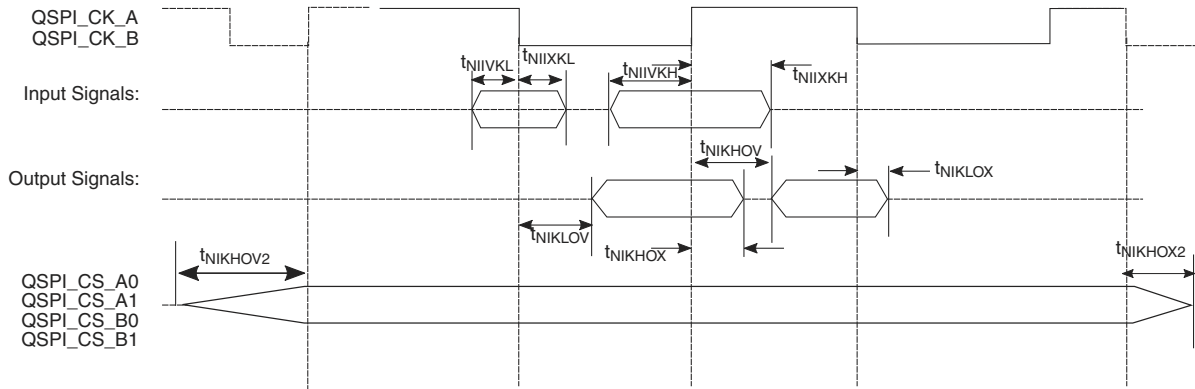 QSPI_CK_A
QSPI_CK_B
tNIIVKL
tNIIXKL
tNIIVKH
tNIIXKH
Input Signals:
tNIKHOV
tNIKLOX
Output Signals:
tNIKLOV
tNIKHOX
tNIKHOV2
tNIKHOX2
QSPI_CS_A0
QSPI_CS_A1
QSPI_CS_B0
QSPI_CS_B1